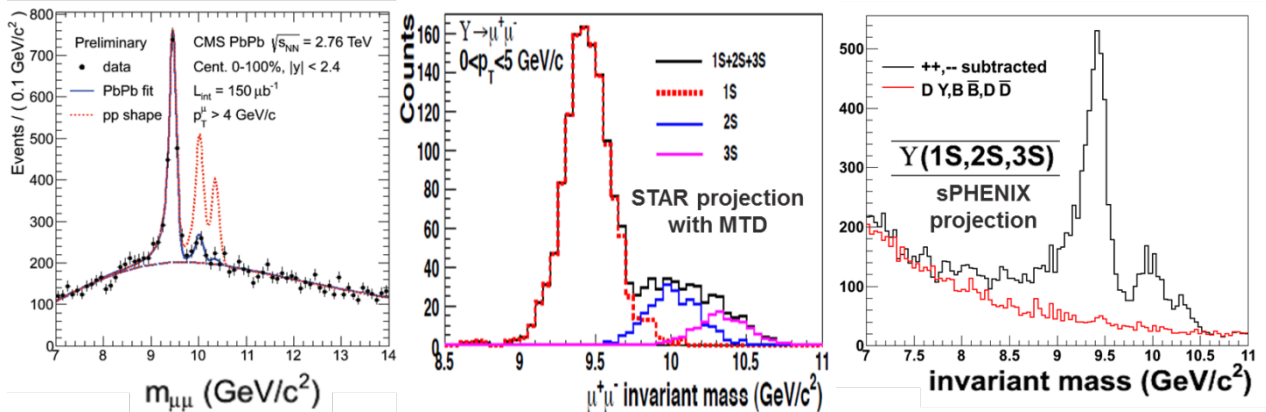 800
700
600
500
400
300
200
100
0
Events / ( 0.1 GeV/c² )
Preliminary
data
PbPb fit
pp shape
CMS PbPb √sNN = 2.76 TeV
Cent. 0-100%, |y| < 2.4
Lint = 150 μb⁻¹
pTμ > 4 GeV/c
7 8 9 10 11 12 13 14
mμμ (GeV/c²)
160
140
120
100
80
60
40
20
0
Counts
ϒ→μ⁺μ⁻
0<pT<5 GeV/c
1S+2S+3S
1S
2S
3S
STAR projection
with MTD
8.5 9 9.5 10 10.5 11
μ⁺μ⁻ invariant mass (GeV/c²)
500
400
300
200
100
0
++,-- subtracted
D Y,B B̅,D D̅
ϒ(1S,2S,3S)
sPHENIX
projection
7 7.5 8 8.5 9 9.5 10 10.5 11
invariant mass (GeV/c²)